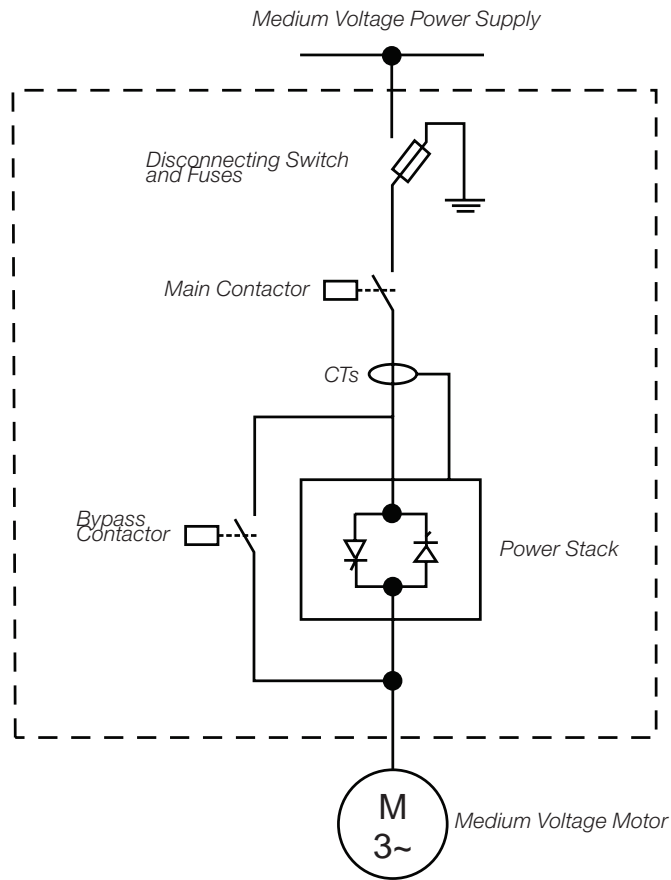 Medium Voltage Power Supply
Disconnecting Switch
and Fuses
Main Contactor
CTs
Bypass
Contactor
Power Stack
M
3~
Medium Voltage Motor